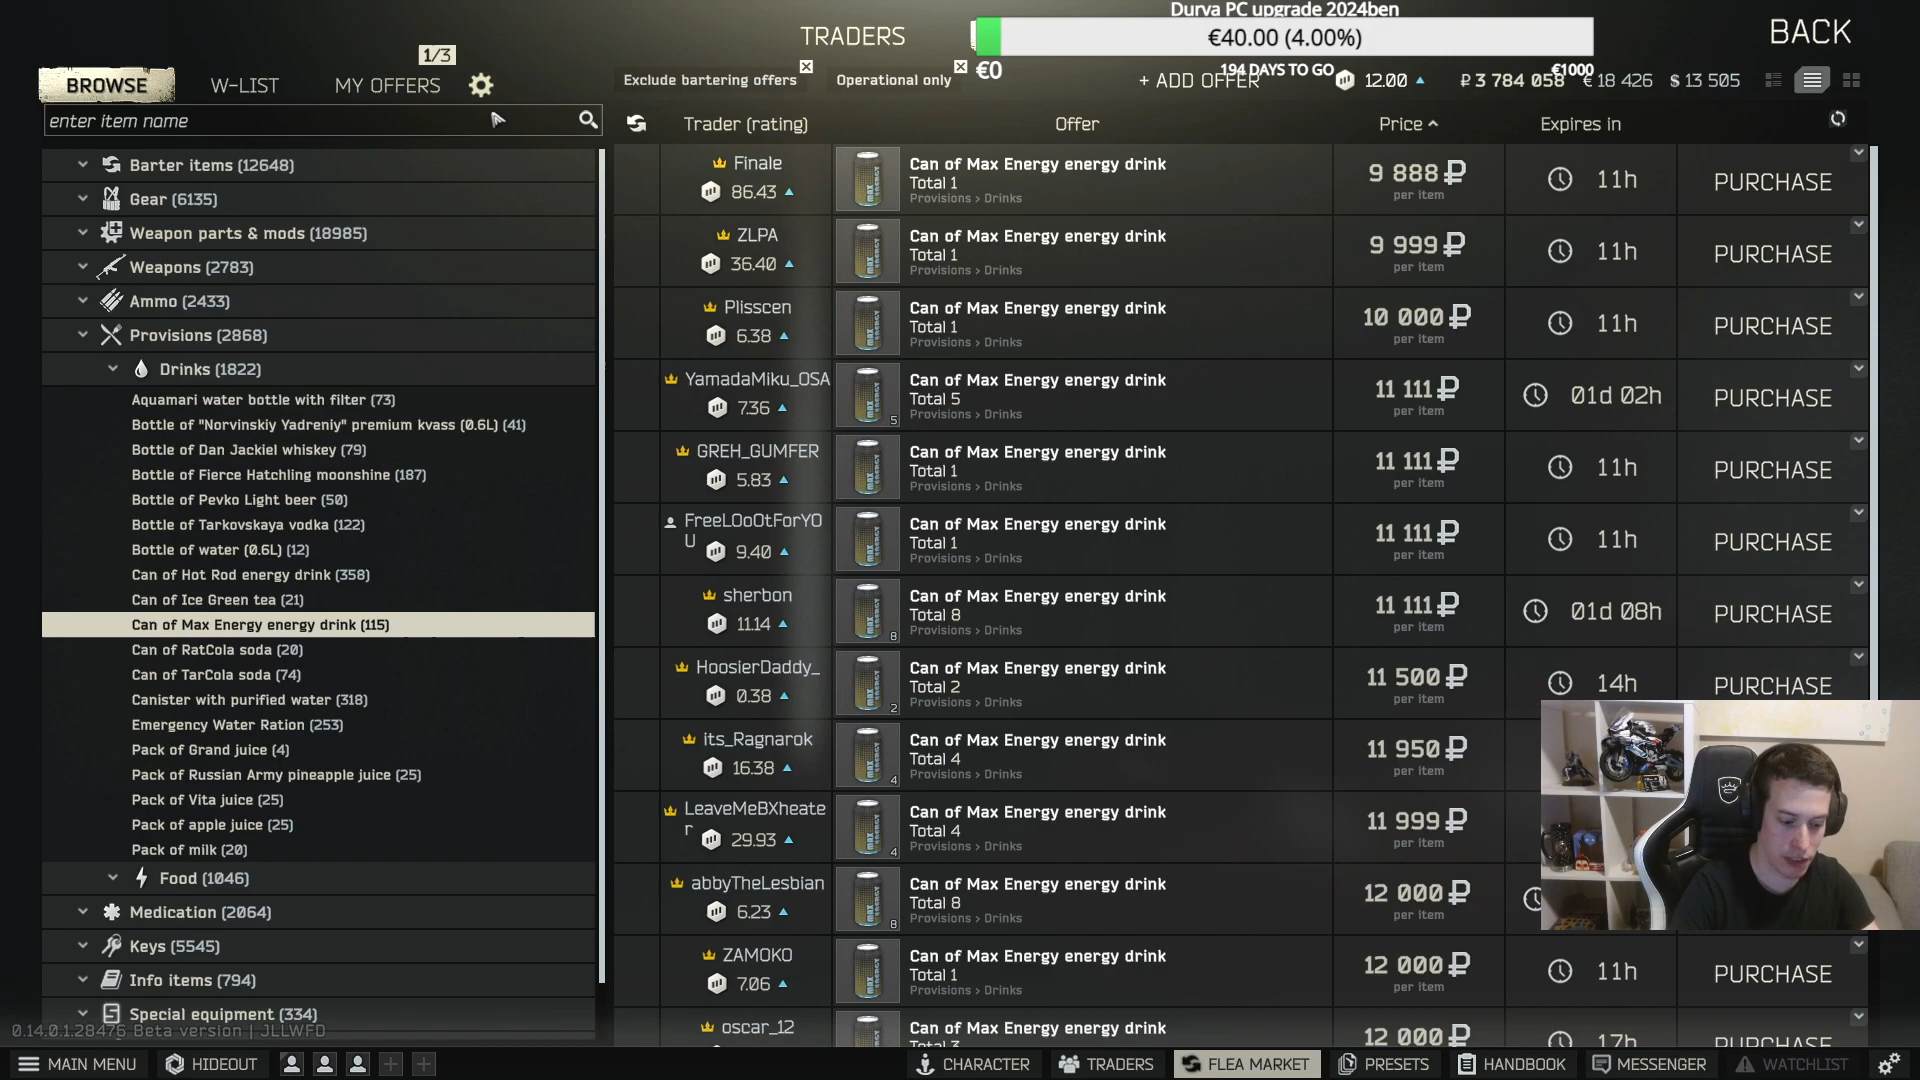 Durva PC upgrade 2024ben
TRADERS
€40.00 (4.00%)
BACK
1/3
€0
194 DAYS TO GO
€1000
BROWSE
W-LIST
MY OFFERS
Exclude bartering offers
Operational only
+ ADD OFFER
12.00
₽ 3 784 058
€ 18 426
$ 13 505
enter item name
Trader (rating)
Offer
Price
Expires in
Barter items (12648)
Gear (6135)
Weapon parts & mods (18985)
Weapons (2783)
Ammo (2433)
Provisions (2868)
Drinks (1822)
Aquamari water bottle with filter (73)
Bottle of "Norvinskiy Yadreniy" premium kvass (0.6L) (41)
Bottle of Dan Jackiel whiskey (79)
Bottle of Fierce Hatchling moonshine (187)
Bottle of Pevko Light beer (50)
Bottle of Tarkovskaya vodka (122)
Bottle of water (0.6L) (12)
Can of Hot Rod energy drink (358)
Can of Ice Green tea (21)
Can of Max Energy energy drink (115)
Can of RatCola soda (20)
Can of TarCola soda (74)
Canister with purified water (318)
Emergency Water Ration (253)
Pack of Grand juice (4)
Pack of Russian Army pineapple juice (25)
Pack of Vita juice (25)
Pack of apple juice (25)
Pack of milk (20)
Food (1046)
Medication (2064)
Keys (5545)
Info items (794)
Special equipment (334)
Finale
86.43
Can of Max Energy energy drink
Total 1
Provisions > Drinks
9 888 ₽
per item
11h
PURCHASE
ZLPA
36.40
Can of Max Energy energy drink
Total 1
Provisions > Drinks
9 999 ₽
per item
11h
PURCHASE
Plisscen
6.38
Can of Max Energy energy drink
Total 1
Provisions > Drinks
10 000 ₽
per item
11h
PURCHASE
YamadaMiku_OSA
7.36
5
Can of Max Energy energy drink
Total 5
Provisions > Drinks
11 111 ₽
per item
01d 02h
PURCHASE
GREH_GUMFER
5.83
Can of Max Energy energy drink
Total 1
Provisions > Drinks
11 111 ₽
per item
11h
PURCHASE
FreeL0oOtForYO
U
9.40
Can of Max Energy energy drink
Total 1
Provisions > Drinks
11 111 ₽
per item
11h
PURCHASE
sherbon
11.14
8
Can of Max Energy energy drink
Total 8
Provisions > Drinks
11 111 ₽
per item
01d 08h
PURCHASE
HoosierDaddy_
0.38
2
Can of Max Energy energy drink
Total 2
Provisions > Drinks
11 500 ₽
per item
14h
PURCHASE
its_Ragnarok
16.38
4
Can of Max Energy energy drink
Total 4
Provisions > Drinks
11 950 ₽
per item
LeaveMeBXheate
r
29.93
4
Can of Max Energy energy drink
Total 4
Provisions > Drinks
11 999 ₽
per item
abbyTheLesbian
6.23
8
Can of Max Energy energy drink
Total 8
Provisions > Drinks
12 000 ₽
per item
ZAMOKO
7.06
Can of Max Energy energy drink
Total 1
Provisions > Drinks
12 000 ₽
per item
11h
PURCHASE
oscar_12
Can of Max Energy energy drink
Total 3
12 000 ₽
17h
0.14.0.1.28476 Beta version | JLLWFD
MAIN MENU
HIDEOUT
CHARACTER
TRADERS
FLEA MARKET
PRESETS
HANDBOOK
MESSENGER
WATCHLIST